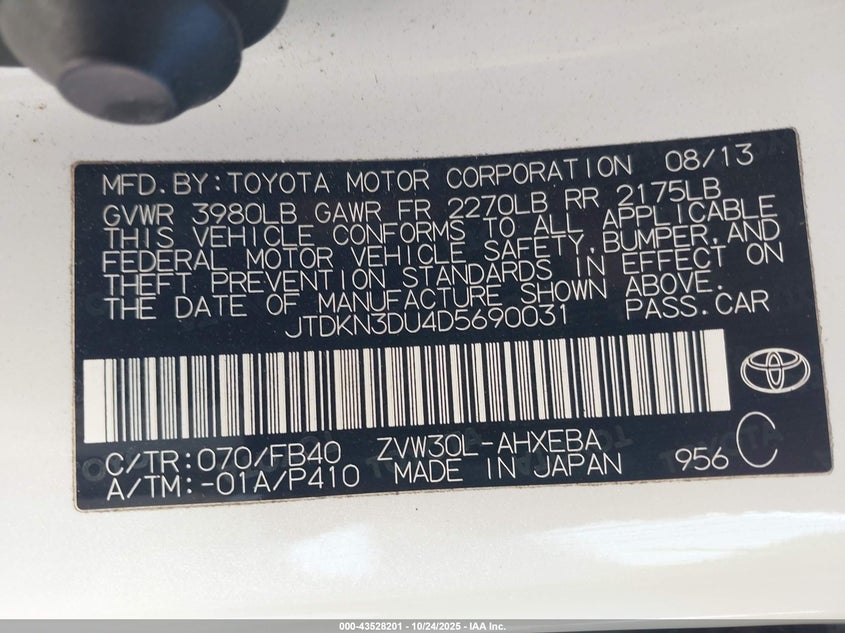 MFD. BY: TOYOTA MOTOR CORPORATION 08/13
GVWR 3980LB GAWR FR 2270LB RR 2175LB
THIS VEHICLE CONFORMS TO ALL APPLICABLE
FEDERAL MOTOR VEHICLE SAFETY, BUMPER, AND
THEFT PREVENTION STANDARDS IN EFFECT ON
THE DATE OF MANUFACTURE SHOWN ABOVE.
JTDKN3DU4D5690031 PASS. CAR
C/TR: 070/FB40 ZVW30L-AHXEBA
A/TM: -01A/P410 MADE IN JAPAN 956 C
000-43528201 - 10/24/2025 - IAA Inc.